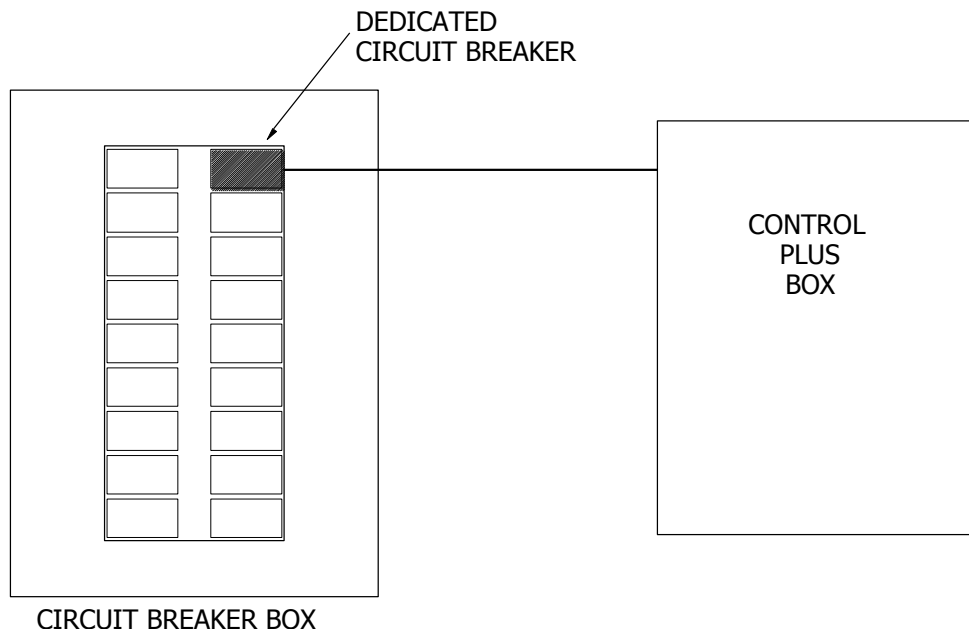 DEDICATED
CIRCUIT BREAKER
CONTROL
PLUS
BOX
CIRCUIT BREAKER BOX